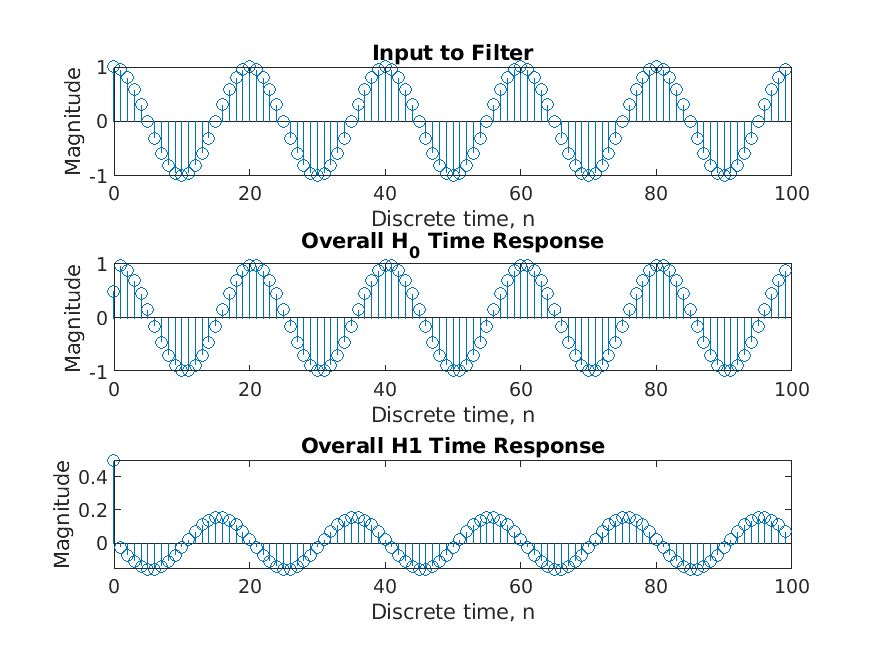 Input to Filter
Magnitude
1
0
-1
0 20 40 60 80 100
Discrete time, n
Overall H0 Time Response
Magnitude
1
0
-1
0 20 40 60 80 100
Discrete time, n
Overall H1 Time Response
Magnitude
0.4
0.2
0
0 20 40 60 80 100
Discrete time, n